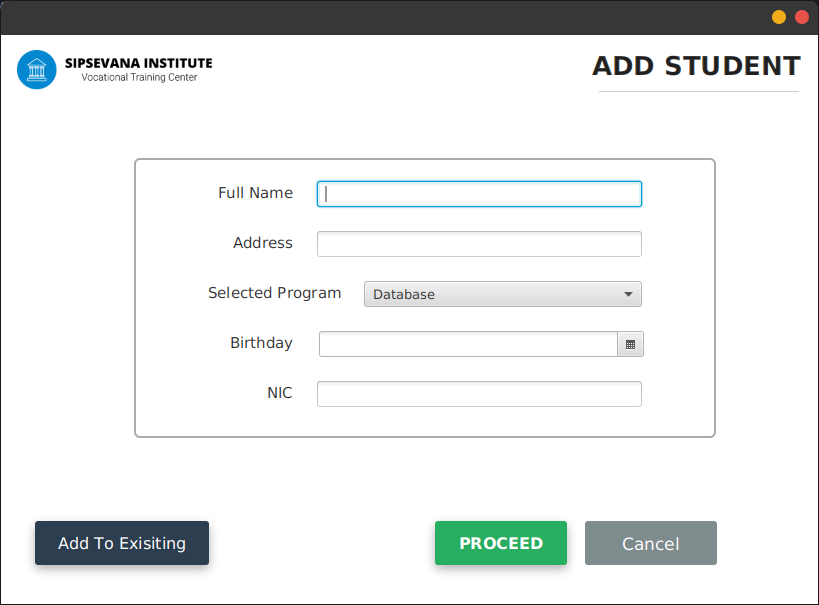 SIPSEVANA INSTITUTE
Vocational Training Center
ADD STUDENT
Full Name
Address
Selected Program
Database
Birthday
NIC
Add To Exisiting
PROCEED
Cancel